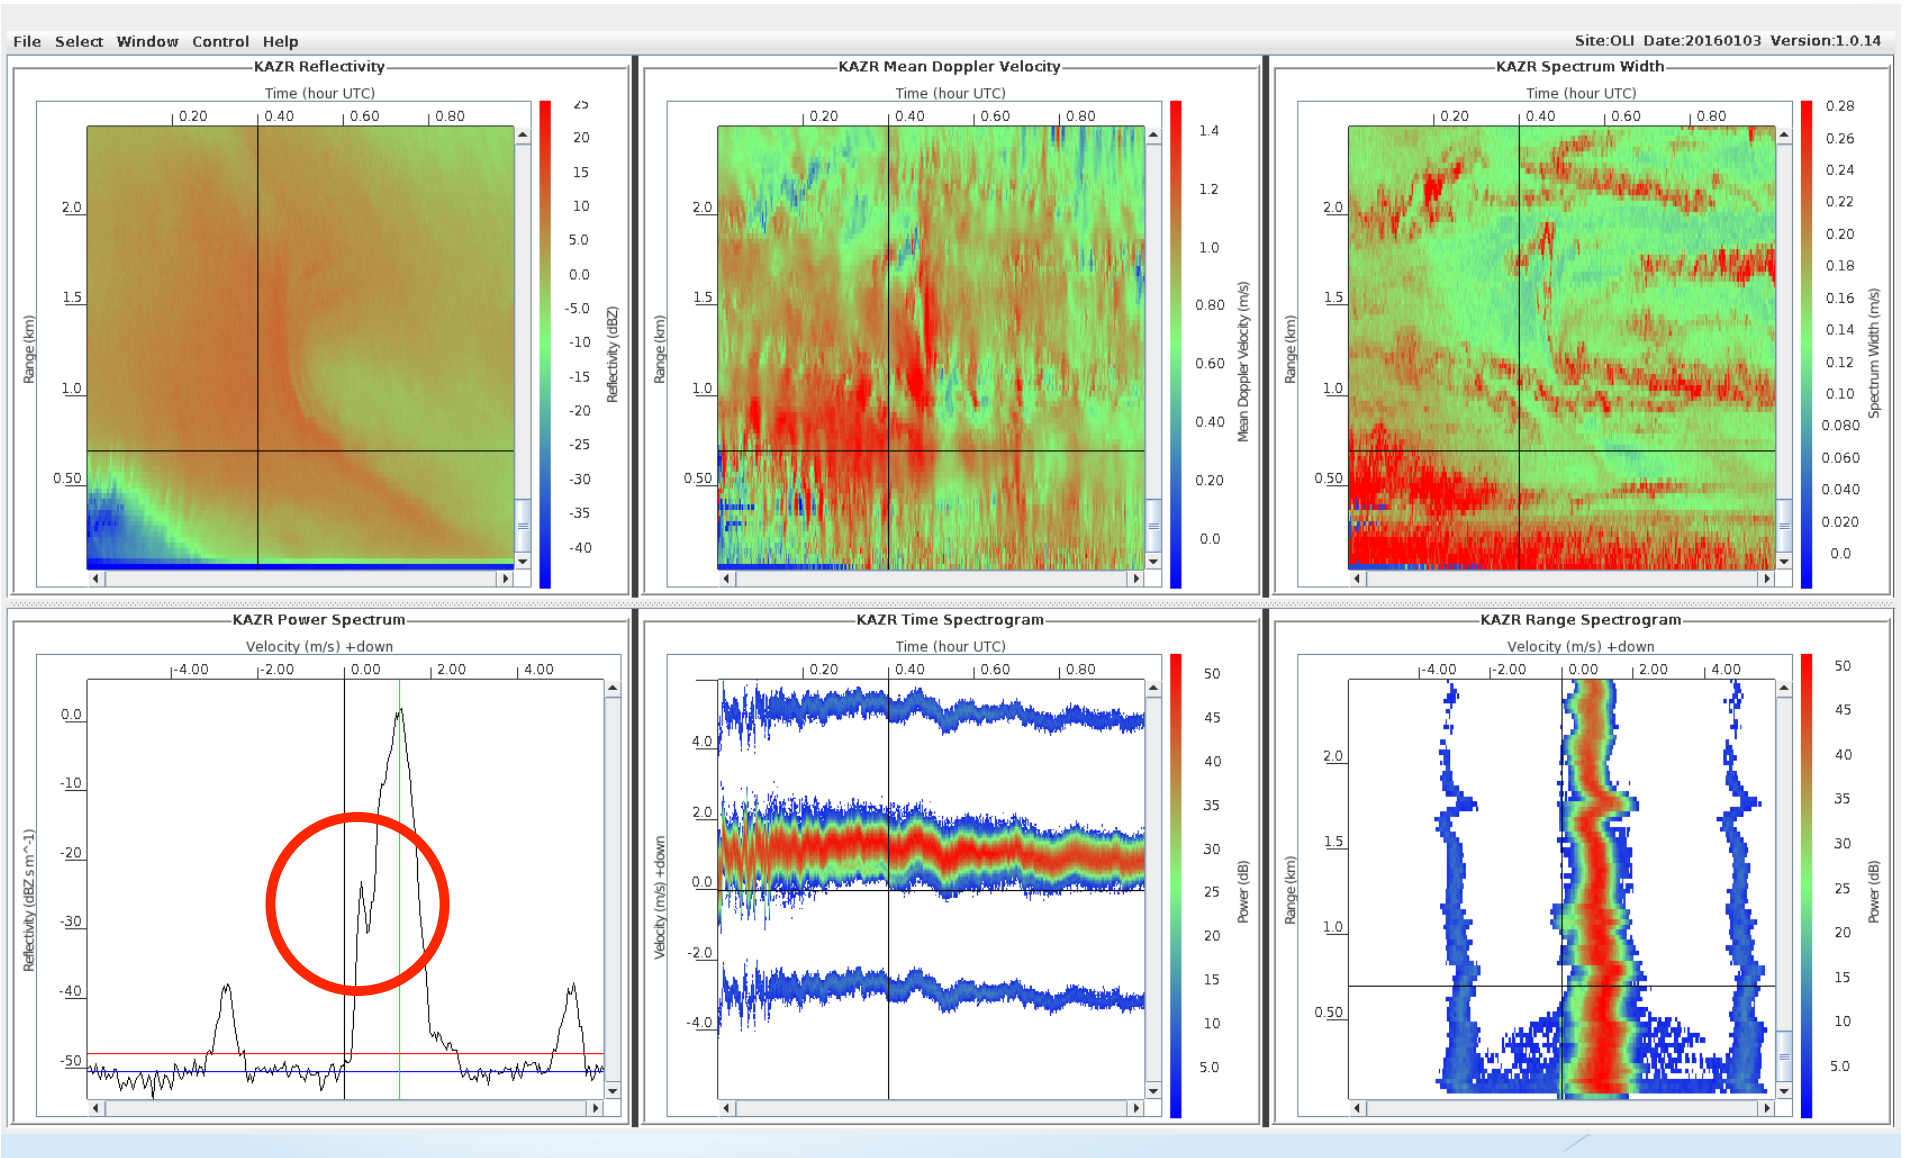 File Select Window Control Help
Site:OLI Date:20160103 Version:1.0.14
KAZR Reflectivity
Time (hour UTC)
0.20 0.40 0.60 0.80
2.0
1.5
1.0
0.50
Range (km)
25
20
15
10
5.0
0.0
-5.0
-10
-15
-20
-25
-30
-35
-40
Reflectivity (dBZ)
KAZR Mean Doppler Velocity
Time (hour UTC)
0.20 0.40 0.60 0.80
2.0
1.5
1.0
0.50
Range (km)
1.4
1.2
1.0
0.80
0.60
0.40
0.20
0.0
Mean Doppler Velocity (m/s)
KAZR Spectrum Width
Time (hour UTC)
0.20 0.40 0.60 0.80
2.0
1.5
1.0
0.50
Range (km)
0.28
0.26
0.24
0.22
0.20
0.18
0.16
0.14
0.12
0.10
0.080
0.060
0.040
0.020
0.0
Spectrum Width (m/s)
KAZR Power Spectrum
Velocity (m/s) +down
-4.00 -2.00 0.00 2.00 4.00
0.0
-10
-20
-30
-40
-50
Reflectivity (dBZ s m^-1)
KAZR Time Spectrogram
Time (hour UTC)
0.20 0.40 0.60 0.80
4.0
2.0
0.0
-2.0
-4.0
Velocity (m/s) +down
50
45
40
35
30
25
20
15
10
5.0
Power (dB)
KAZR Range Spectrogram
Velocity (m/s) +down
-4.00 -2.00 0.00 2.00 4.00
2.0
1.5
1.0
0.50
Range (km)
50
45
40
35
30
25
20
15
10
5.0
Power (dB)